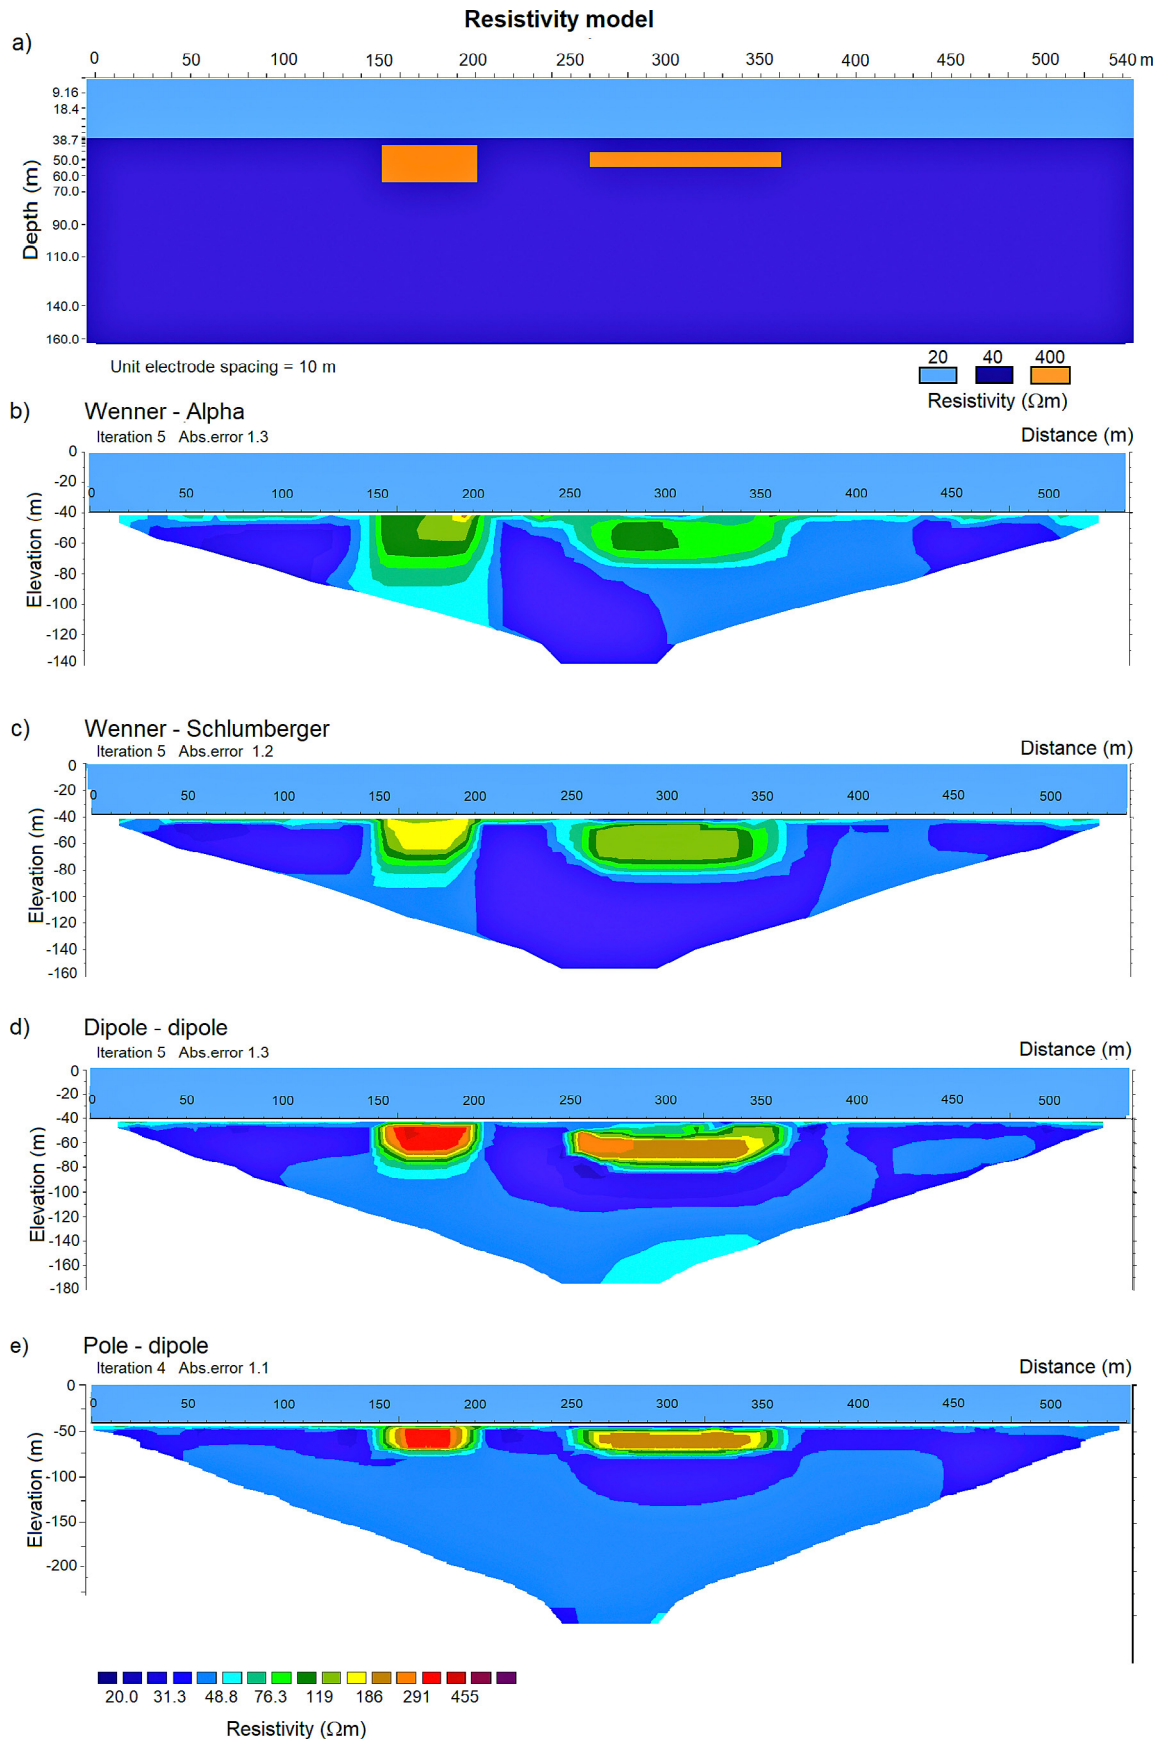 Resistivity model
a)
0 50 100 150 200 250 300 350 400 450 500 540 m
9.16
18.4
38.7
50.0
60.0
70.0
90.0
110.0
140.0
160.0
Depth (m)
Unit electrode spacing = 10 m
20 40 400
Resistivity (Ωm)
b) Wenner - Alpha
Iteration 5 Abs.error 1.3 Distance (m)
0
-20
0 50 100 150 200 250 300 350 400 450 500
-40
-60
-80
-100
-120
-140
Elevation (m)
c) Wenner - Schlumberger
Iteration 5 Abs.error 1.2 Distance (m)
0
-20
0 50 100 150 200 250 300 350 400 450 500
-40
-60
-80
-100
-120
-140
-160
Elevation (m)
d) Dipole - dipole
Iteration 5 Abs.error 1.3 Distance (m)
0
-20
0 50 100 150 200 250 300 350 400 450 500
-40
-60
-80
-100
-120
-140
-160
-180
Elevation (m)
e) Pole - dipole
Iteration 4 Abs.error 1.1 Distance (m)
0
0 50 100 150 200 250 300 350 400 450 500
-50
-100
-150
-200
Elevation (m)
20.0 31.3 48.8 76.3 119 186 291 455
Resistivity (Ωm)